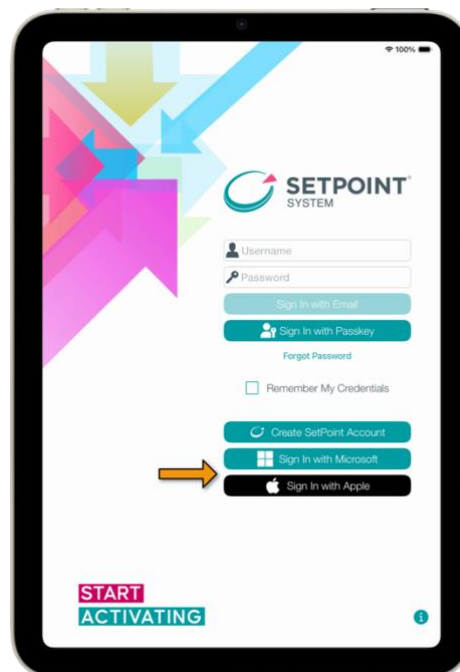 100%
SETPOINT®
SYSTEM
Username
Password
Sign In with Email
Sign In with Passkey
Forgot Password
Remember My Credentials
Create SetPoint Account
Sign In with Microsoft
Sign In with Apple
START
ACTIVATING
i